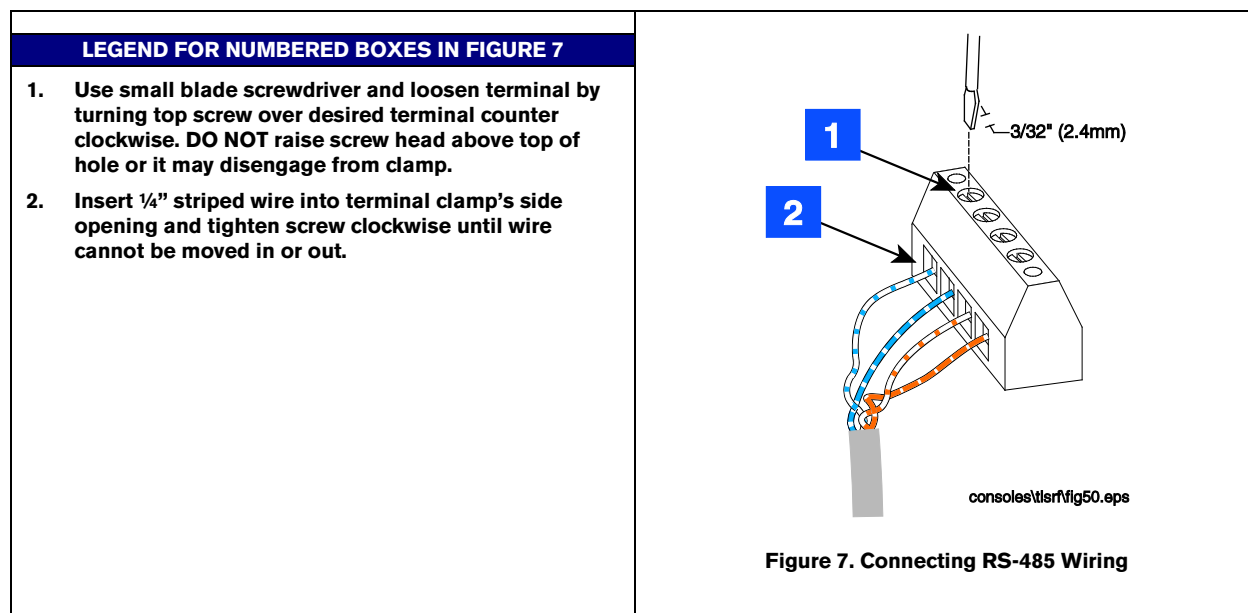 LEGEND FOR NUMBERED BOXES IN FIGURE 7
1. Use small blade screwdriver and loosen terminal by
turning top screw over desired terminal counter
clockwise. DO NOT raise screw head above top of
hole or it may disengage from clamp.
2. Insert ¼” striped wire into terminal clamp’s side
opening and tighten screw clockwise until wire
cannot be moved in or out.
3/32" (2.4mm)
1
2
consoles\tlsrf\fig50.eps
Figure 7. Connecting RS-485 Wiring